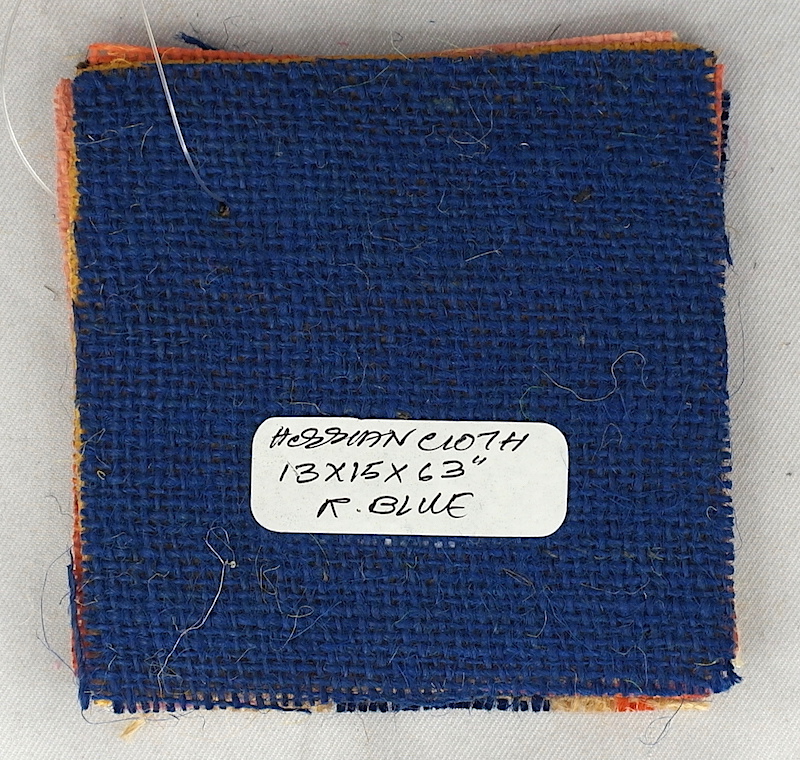 HESSIAN CLOTH
13X15X63"
R. BLUE